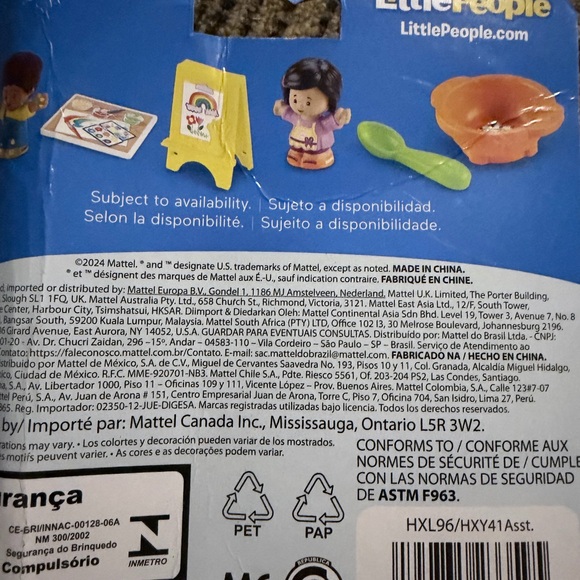 Little People
LittlePeople.com
Subject to availability. | Sujeto a disponibilidad.
Selon la disponibilité. | Sujeito a disponibilidade.
©2024 Mattel. ® and ™ designate U.S. trademarks of Mattel, except as noted. MADE IN CHINA.
® et ™ désignent des marques de Mattel aux É.-U., sauf indication contraire. FABRIQUÉ EN CHINE.
imported or distributed by: Mattel Europa B.V., Gondel 1, 1186 MJ Amstelveen, Nederland. Mattel U.K. Limited, The Porter Building,
Slough SL1 1FQ, UK. Mattel Australia Pty. Ltd., 658 Church St., Richmond, Victoria, 3121. Mattel East Asia Ltd., 12/F, South Tower,
Center, Harbour City, Tsimshatsui, HKSAR. Diimport & Diedarkan Oleh: Mattel Continental Asia Sdn Bhd. Level 19, Tower 3, Avenue 7, No. 8
Bangsar South, 59200 Kuala Lumpur, Malaysia. Mattel South Africa (PTY) LTD, Office 102 I3, 30 Melrose Boulevard, Johannesburg 2196.
6 Girard Avenue, East Aurora, NY 14052, U.S.A. GUARDAR PARA EVENTUAIS CONSULTAS. Distribuído por: Mattel do Brasil Ltda. - CNPJ:
01-20 - Av. Dr. Chucri Zaidan, 296 -15º. Andar – 04583-110 – Vila Cordeiro – São Paulo – SP – Brasil. Serviço de Atendimento ao
Contato: https://faleconosco.mattel.com.br/Contato. E-mail: sac.matteldobrazil@mattel.com. FABRICADO NA / HECHO EN CHINA.
tribuido por Mattel de México, S.A. de C.V., Miguel de Cervantes Saavedra No. 193, Pisos 10 y 11, Col. Granada, Alcaldía Miguel Hidalgo,
Ciudad de México. R.F.C. MME-920701-NB3. Mattel Chile S.A., Pdte. Riesco 5561, Of. 203-204 PS2, Las Condes, Santiago.
na, S.A., Av. Libertador 1000, Piso 11 – Oficinas 109 y 111, Vicente López – Prov. Buenos Aires. Mattel Colombia, S.A., Calle 123#7-07
ttel Perú, S.A., Av. Juan de Arona # 151, Centro Empresarial Juan de Arona, Torre C, Piso 7, Oficina 704, San Isidro, Lima 27, Perú.
65. Reg. Importador: 02350-12-JUE-DIGESA. Marcas registradas utilizadas bajo licencia. Todos los derechos reservados.
by/ Importé par: Mattel Canada Inc., Mississauga, Ontario L5R 3W2.
rations may vary. • Los colortes y decoración pueden variar de los mostrados.
s motifs peuvent varier. • As cores e as decorações podem variar.
CONFORMS TO / CONFORME AUX
NORMES DE SÉCURITÉ DE / CUMPLE
CON LAS NORMAS DE SEGURIDAD
DE ASTM F963.
urança
CE-BRI/INNAC-00128-06A
NM 300/2002
Segurança do Brinquedo
Compulsório
INMETRO
PET
PAP
HXL96/HXY41Asst.
REPUBLICA